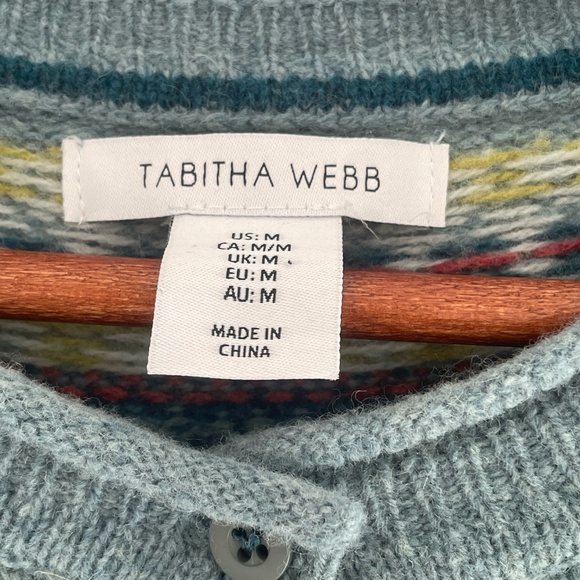 TABITHA WEBB
US: M
CA: M/M
UK: M
EU: M
AU: M
MADE IN
CHINA